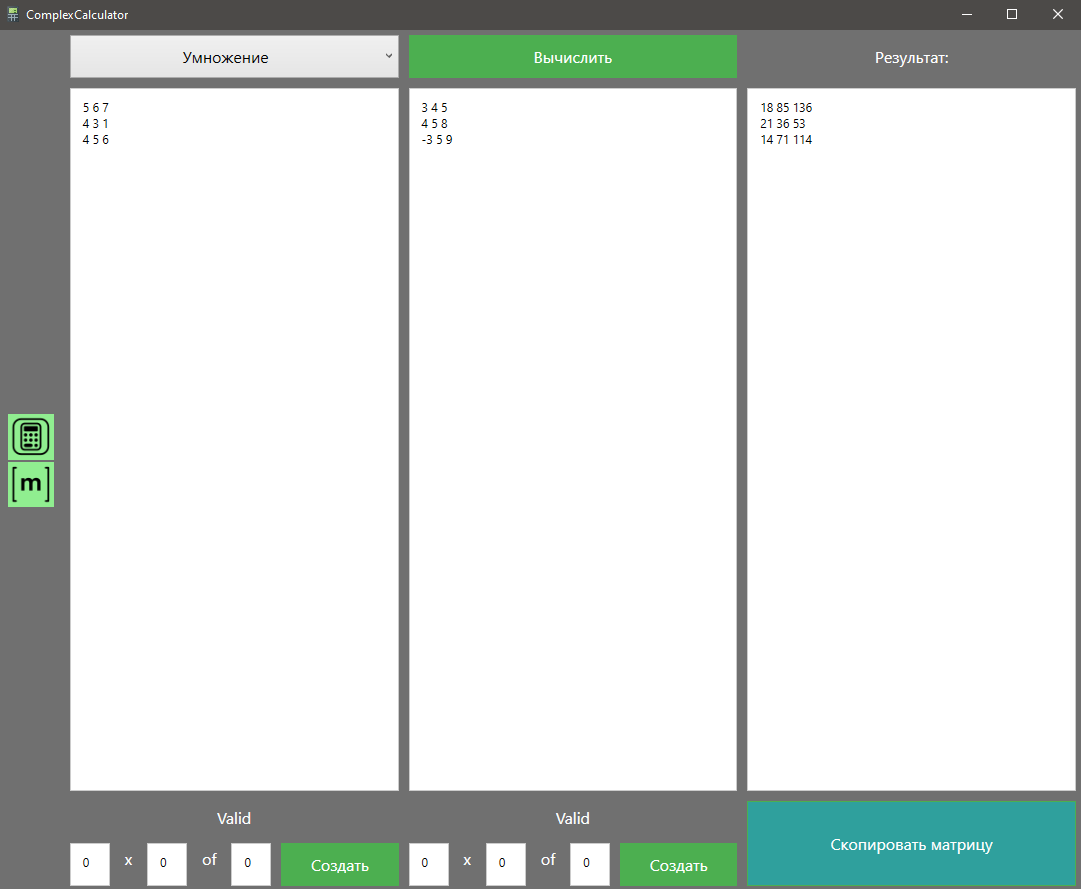 ComplexCalculator
Умножение
Вычислить
Результат:
5 6 7
4 3 1
4 5 6
3 4 5
4 5 8
-3 5 9
18 85 136
21 36 53
14 71 114
[m]
Valid
Valid
0 x 0 of 0 Создать
0 x 0 of 0 Создать
Скопировать матрицу